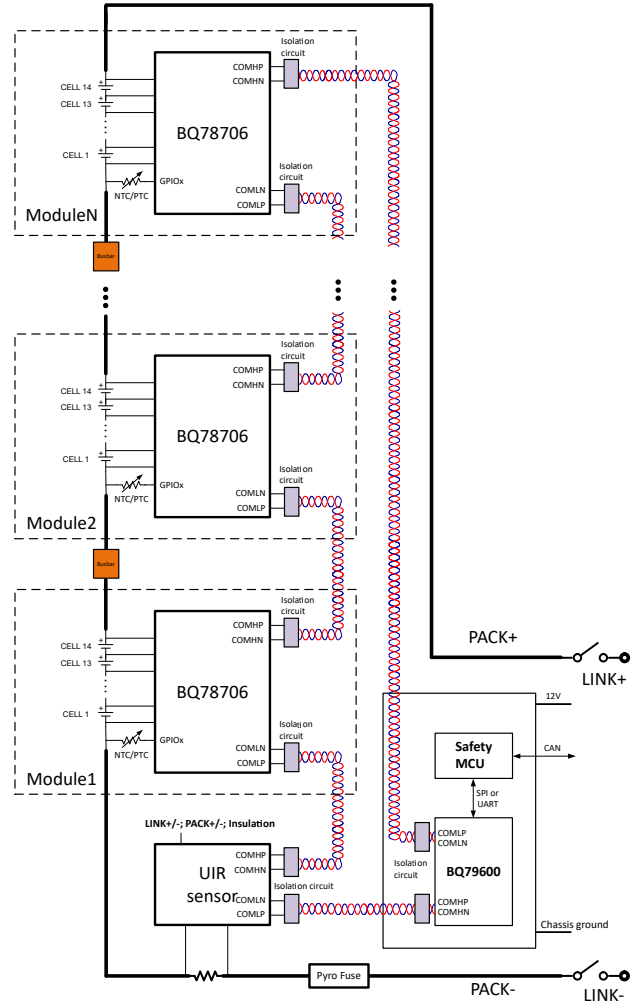 Isolation
circuit
COMHP
COMHN
CELL 14
CELL 13
BQ78706
CELL 1
Isolation
circuit
GPIOx
COMLN
COMLP
NTC/PTC
ModuleN
Busbar
Isolation
circuit
COMHP
COMHN
CELL 14
CELL 13
BQ78706
CELL 1
Isolation
circuit
GPIOx
COMLN
COMLP
NTC/PTC
Module2
Busbar
Isolation
circuit
COMHP
COMHN
CELL 14
CELL 13
BQ78706
CELL 1
Isolation
circuit
GPIOx
COMLN
COMLP
NTC/PTC
Module1
PACK+
LINK+
12V
Safety
MCU
CAN
SPI or
UART
LINK+/-; PACK+/-; Insulation
UIR
sensor
COMHP
COMHN
COMLN
COMLP
Isolation circuit
COMLP
COMLN
Isolation
circuit
BQ79600
COMHP
COMHN
Chassis ground
Pyro Fuse
PACK-
LINK-